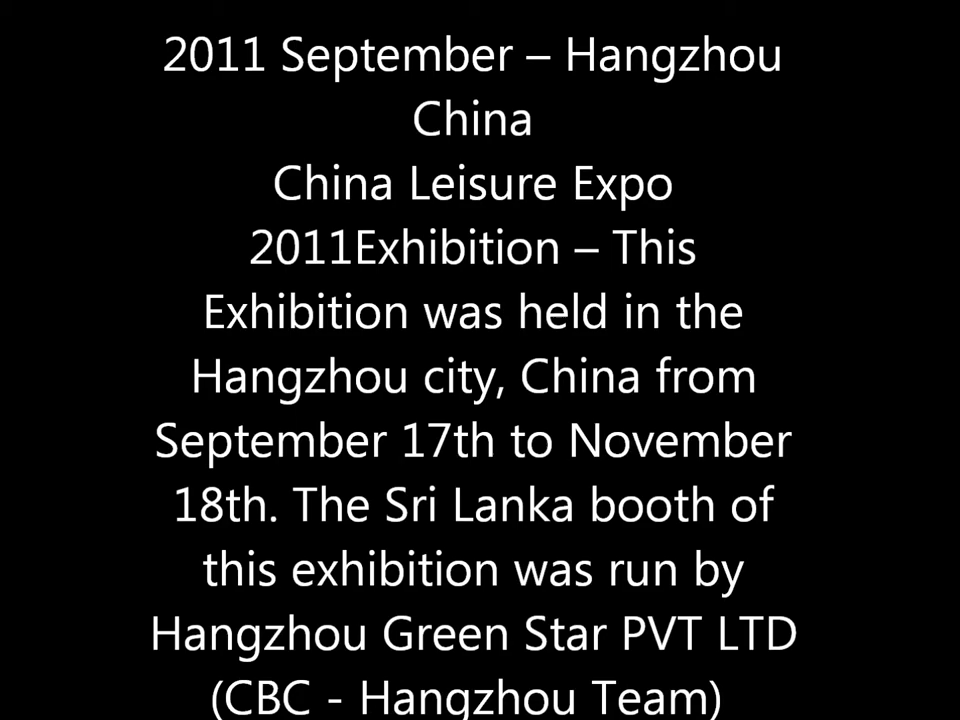 2011 September – Hangzhou
China
China Leisure Expo
2011Exhibition – This
Exhibition was held in the
Hangzhou city, China from
September 17th to November
18th. The Sri Lanka booth of
this exhibition was run by
Hangzhou Green Star PVT LTD
(CBC - Hangzhou Team)